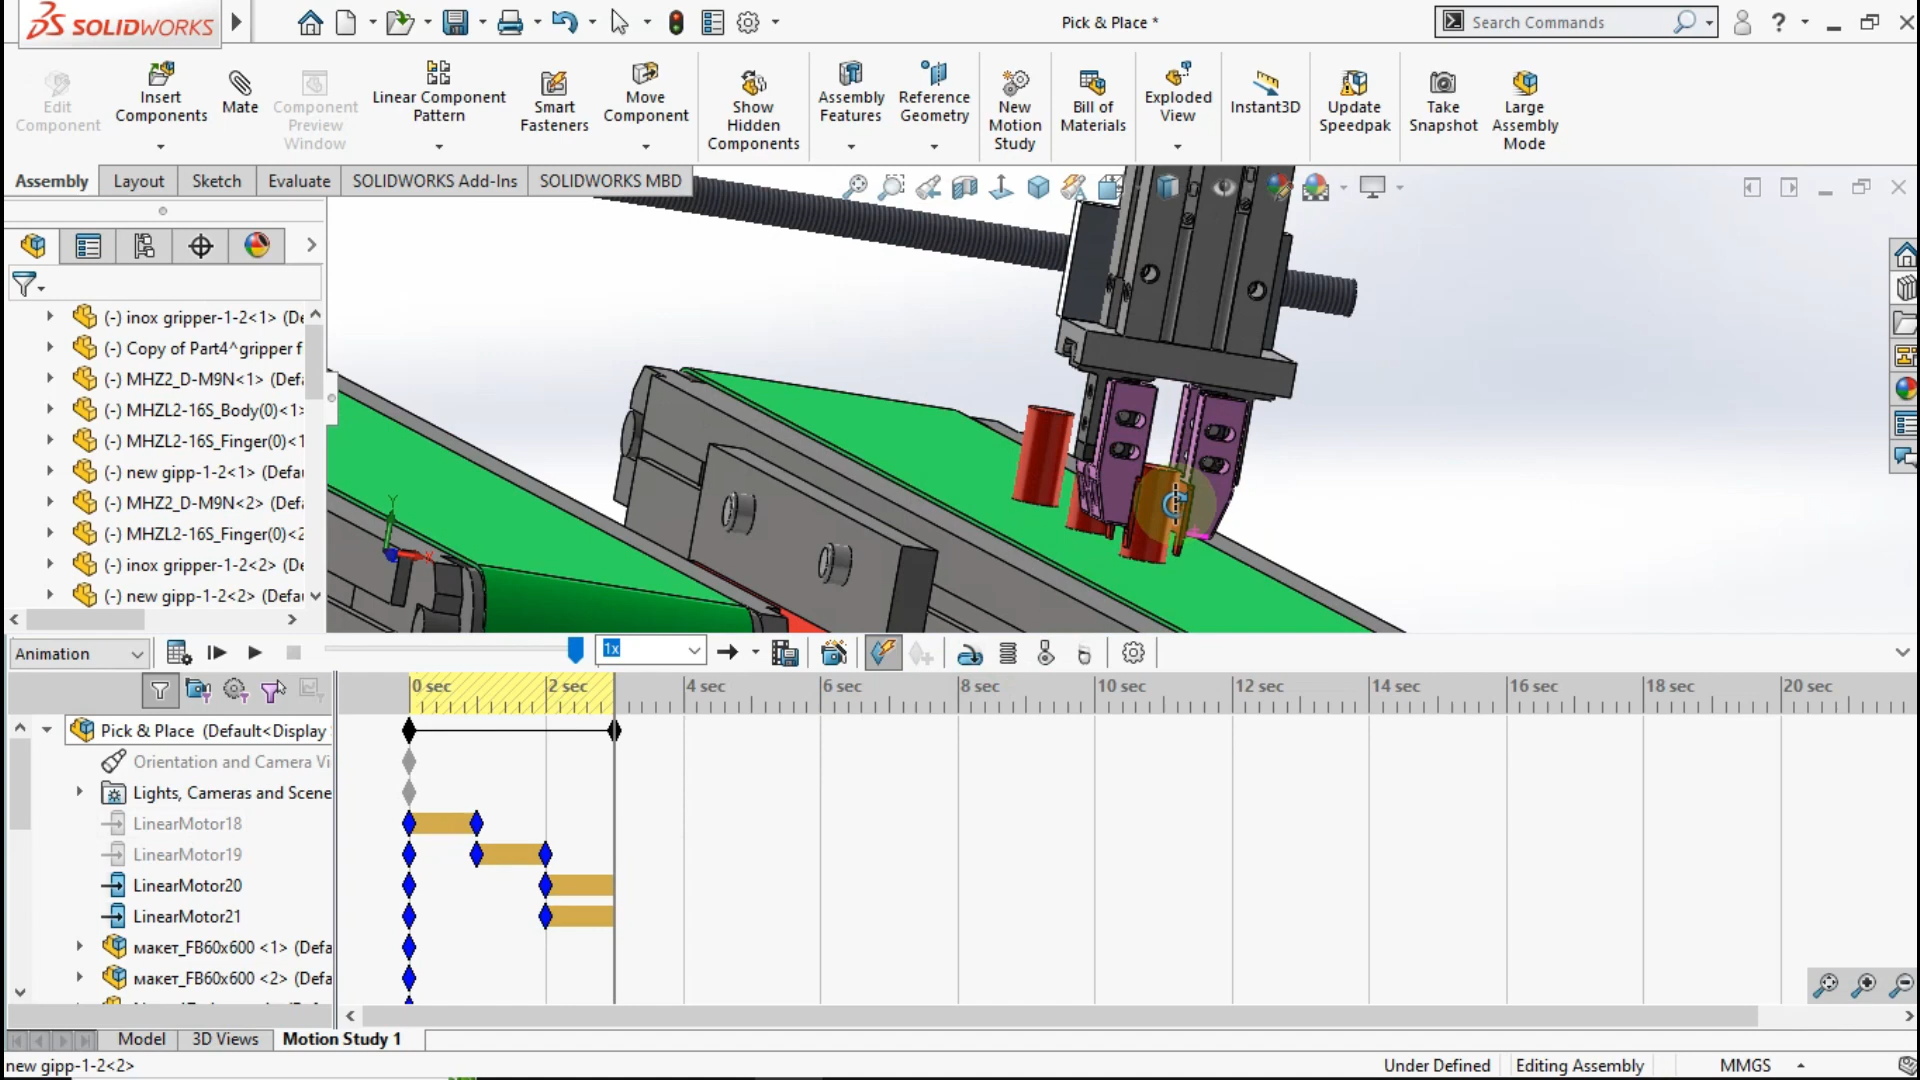 SOLIDWORKS
Pick & Place *
Search Commands
?
Edit
Component
Insert
Components
Mate
Component
Preview
Window
Linear Component
Pattern
Smart
Fasteners
Move
Component
Show
Hidden
Components
Assembly
Features
Reference
Geometry
New
Motion
Study
Bill of
Materials
Exploded
View
Instant3D
Update
Speedpak
Take
Snapshot
Large
Assembly
Mode
Assembly
Layout
Sketch
Evaluate
SOLIDWORKS Add-Ins
SOLIDWORKS MBD
(-) inox gripper-1-2<1> (De
(-) Copy of Part4^gripper f
(-) MHZ2_D-M9N<1> (Defa
(-) MHZL2-16S_Body(0)<1>
(-) MHZL2-16S_Finger(0)<1
(-) new gipp-1-2<1> (Defau
(-) MHZ2_D-M9N<2> (Def
(-) MHZL2-16S_Finger(0)<2
(-) inox gripper-1-2<2> (De
(-) new gipp-1-2<2> (Defau
Y
X
Animation
1x
0 sec
2 sec
4 sec
6 sec
8 sec
10 sec
12 sec
14 sec
16 sec
18 sec
20 sec
Pick & Place (Default<Display
Orientation and Camera Vi
Lights, Cameras and Scene
LinearMotor18
LinearMotor19
LinearMotor20
LinearMotor21
макет_FB60x600 <1> (Defa
макет_FB60x600 <2> (Defa
Model
3D Views
Motion Study 1
new gipp-1-2<2>
Under Defined
Editing Assembly
MMGS